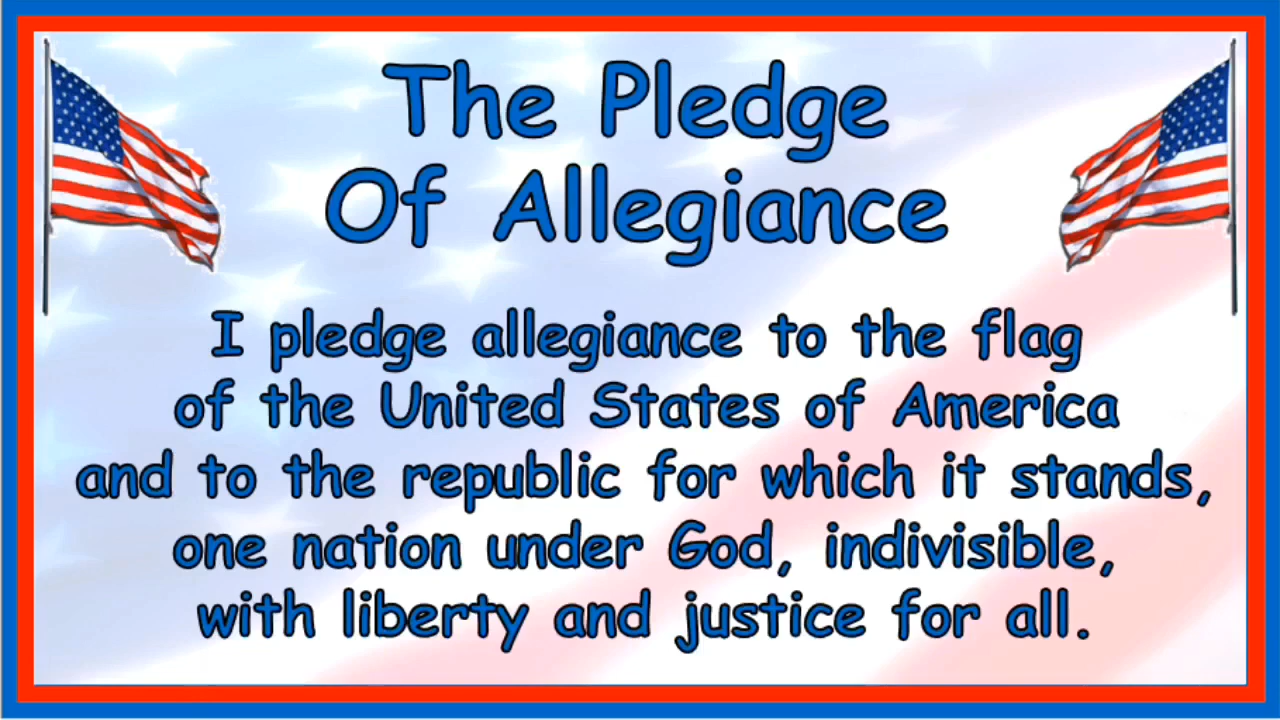 The Pledge
Of Allegiance
I pledge allegiance to the flag
of the United States of America
and to the republic for which it stands,
one nation under God, indivisible,
with liberty and justice for all.